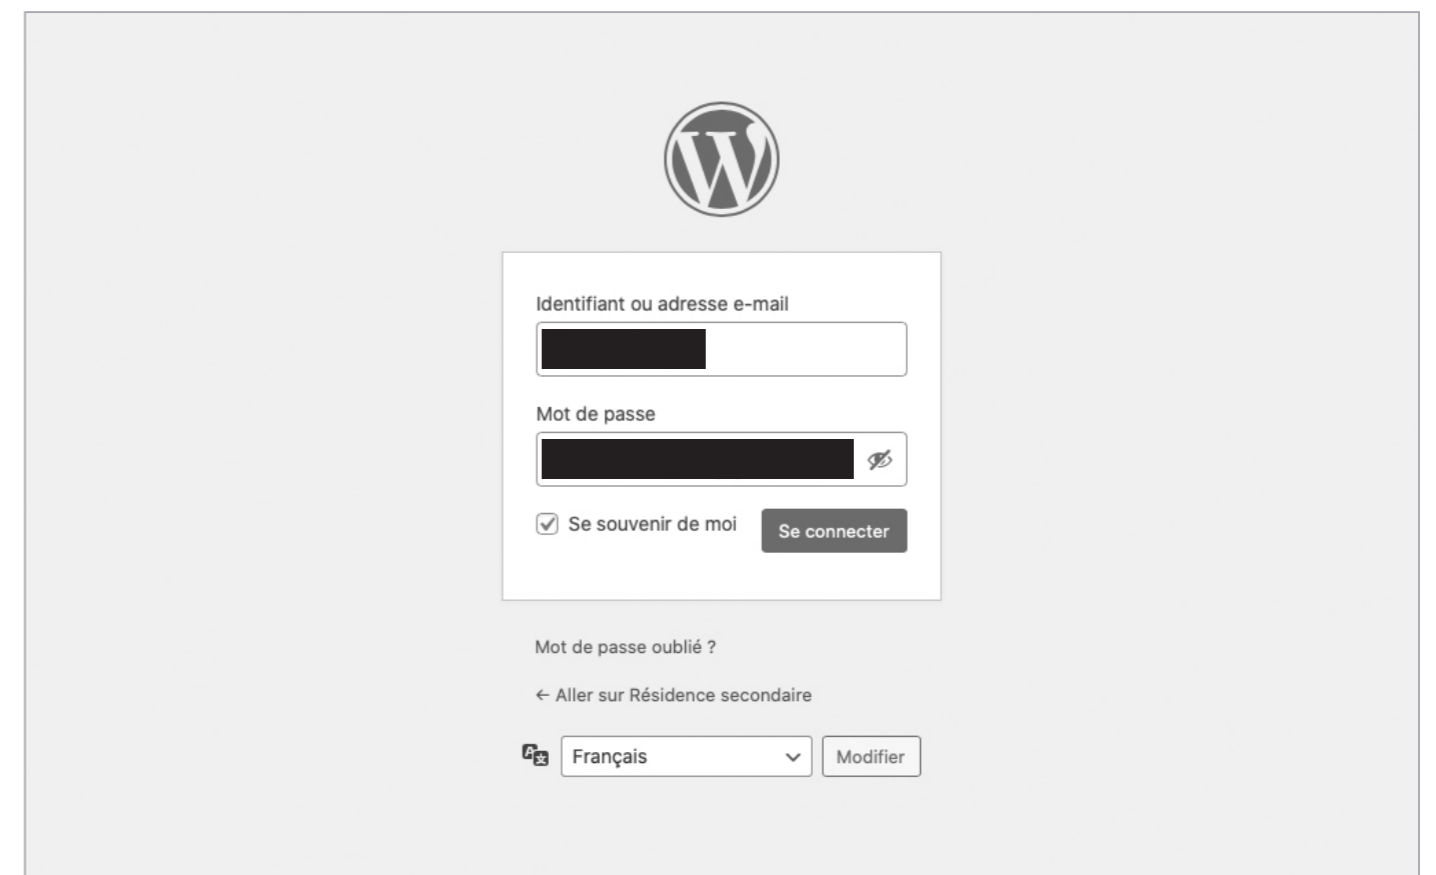 Identifiant ou adresse e-mail
Mot de passe
Se souvenir de moi
Se connecter
Mot de passe oublié ?
← Aller sur Résidence secondaire
Français
Modifier